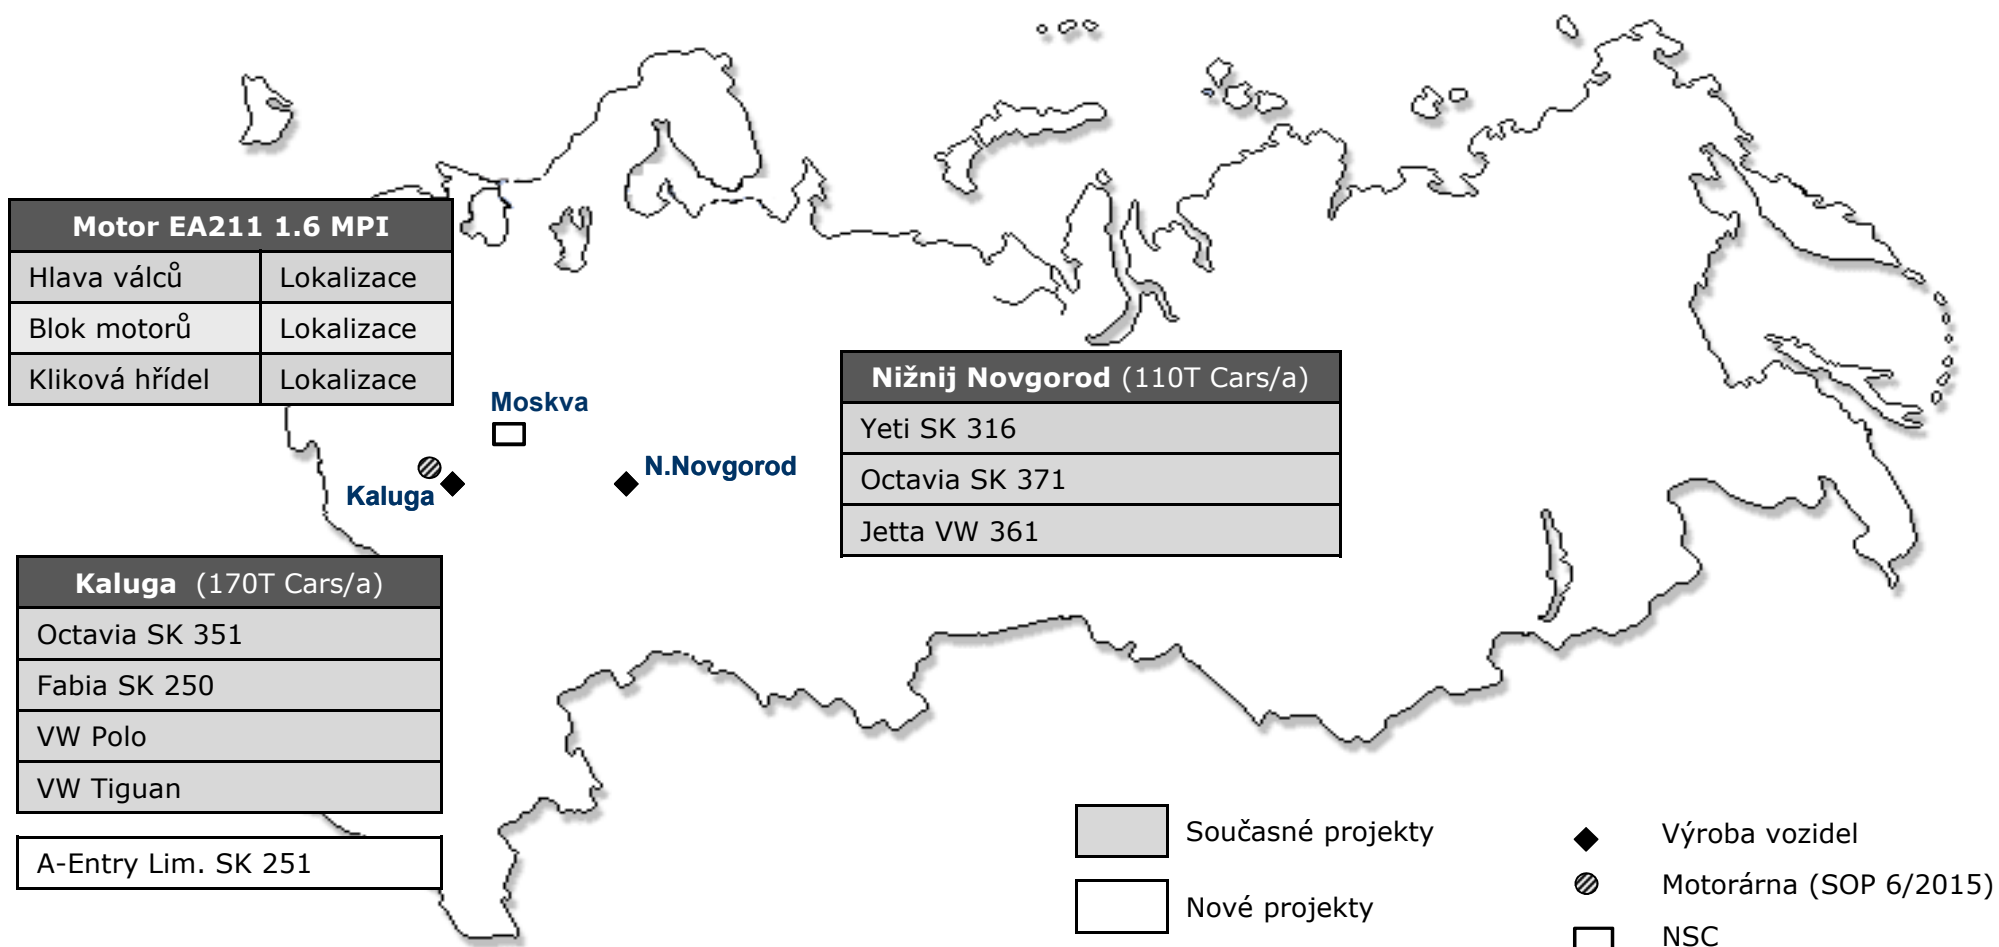 Motor EA211 1.6 MPI
Hlava válců Lokalizace
Blok motorů Lokalizace
Kliková hřídel Lokalizace
Moskva
Kaluga
N.Novgorod
Nižnij Novgorod (110T Cars/a)
Yeti SK 316
Octavia SK 371
Jetta VW 361
Kaluga (170T Cars/a)
Octavia SK 351
Fabia SK 250
VW Polo
VW Tiguan
A-Entry Lim. SK 251
Současné projekty
Nové projekty
Výroba vozidel
Motorárna (SOP 6/2015)
NSC